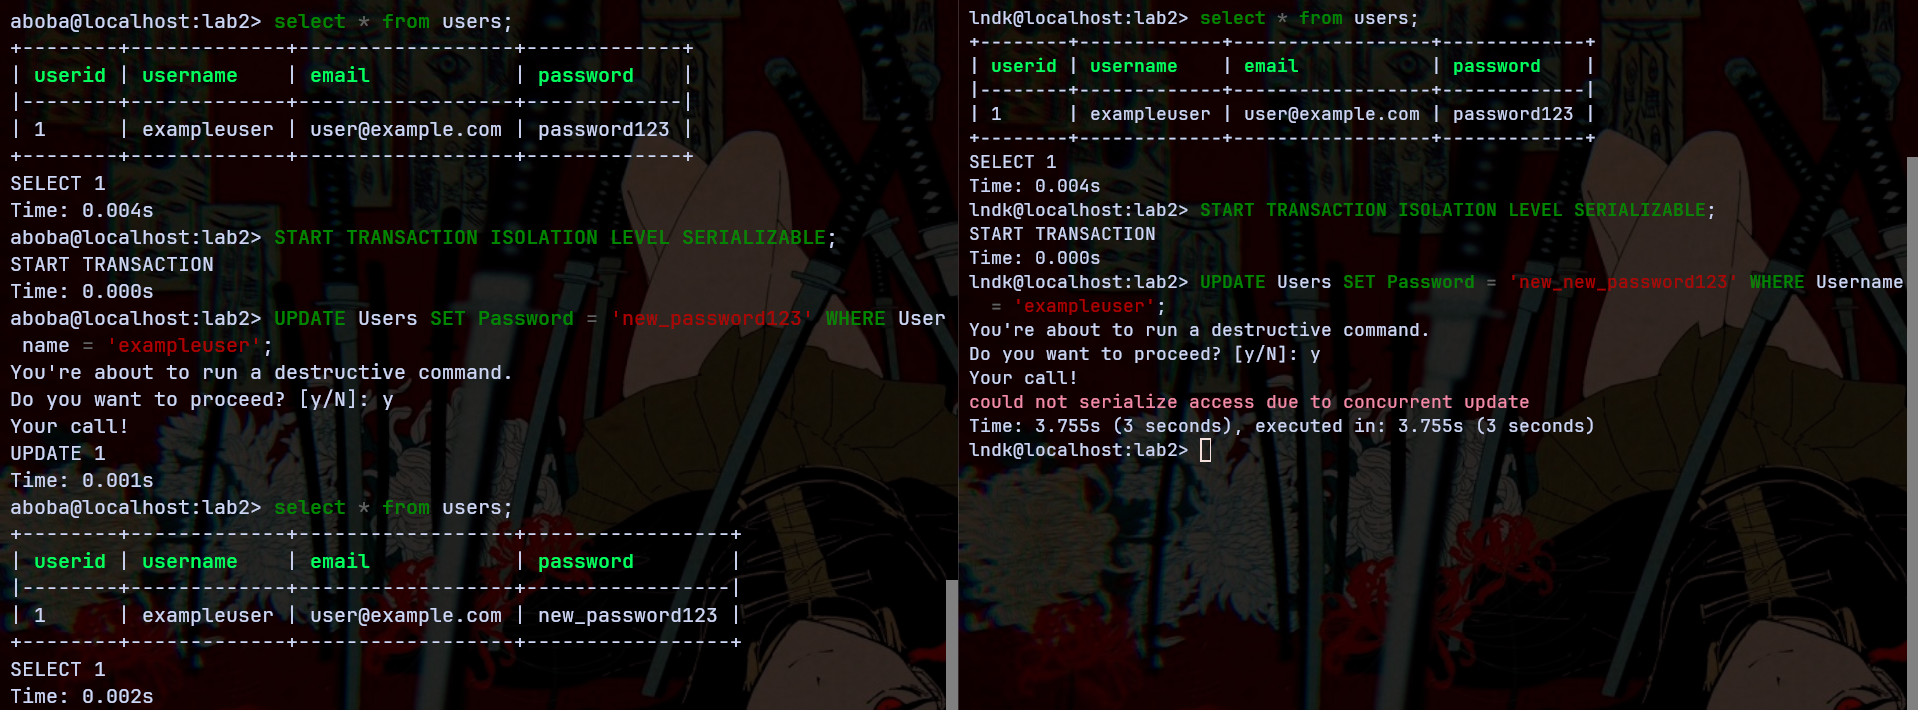 aboba@localhost:lab2> select * from users;
+--------+-------------+------------------+-------------+
| userid | username    | email            | password    |
|--------+-------------+------------------+-------------|
| 1      | exampleuser | user@example.com | password123 |
+--------+-------------+------------------+-------------+
SELECT 1
Time: 0.004s
aboba@localhost:lab2> START TRANSACTION ISOLATION LEVEL SERIALIZABLE;
START TRANSACTION
Time: 0.000s
aboba@localhost:lab2> UPDATE Users SET Password = 'new_password123' WHERE User
 name = 'exampleuser';
You're about to run a destructive command.
Do you want to proceed? [y/N]: y
Your call!
UPDATE 1
Time: 0.001s
aboba@localhost:lab2> select * from users;
+--------+-------------+------------------+-----------------+
| userid | username    | email            | password        |
|--------+-------------+------------------+-----------------|
| 1      | exampleuser | user@example.com | new_password123 |
+--------+-------------+------------------+-----------------+
SELECT 1
Time: 0.002s
lndk@localhost:lab2> select * from users;
+--------+-------------+------------------+-------------+
| userid | username    | email            | password    |
|--------+-------------+------------------+-------------|
| 1      | exampleuser | user@example.com | password123 |
+--------+-------------+------------------+-------------+
SELECT 1
Time: 0.004s
lndk@localhost:lab2> START TRANSACTION ISOLATION LEVEL SERIALIZABLE;
START TRANSACTION
Time: 0.000s
lndk@localhost:lab2> UPDATE Users SET Password = 'new_new_password123' WHERE Username
  = 'exampleuser';
You're about to run a destructive command.
Do you want to proceed? [y/N]: y
Your call!
could not serialize access due to concurrent update
Time: 3.755s (3 seconds), executed in: 3.755s (3 seconds)
lndk@localhost:lab2>